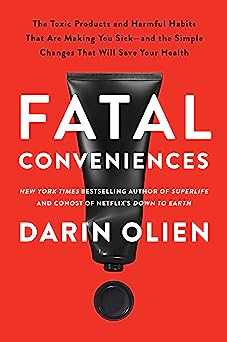 The Toxic Products and Harmful Habits
That Are Making You Sick—and the Simple
Changes That Will Save Your Health
FATAL
CONVENIENCES
NEW YORK TIMES BESTSELLING AUTHOR OF SUPERLIFE
AND COHOST OF NETFLIX'S DOWN TO EARTH
DARIN OLIEN